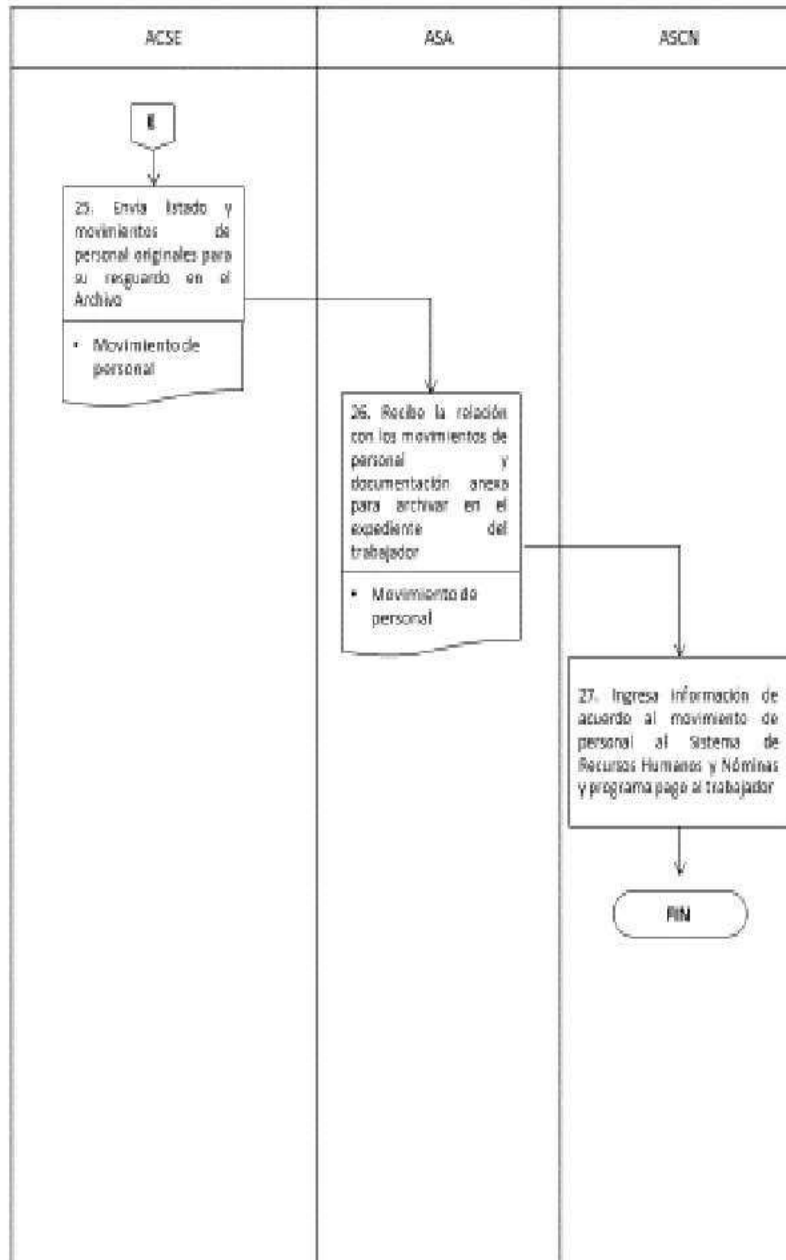 ACSE
ASA
ASCN
25. Envía listado y
movimientos de
personal originales para
su resguardo en el
Archivo
• Movimiento de
personal
26. Recibe la relación
con los movimientos de
personal y
documentación anexa
para archivar en el
expediente del
trabajador
• Movimiento de
personal
27. Ingresa información de
acuerdo al movimiento de
personal al Sistema de
Recursos Humanos y Nóminas
y programa pago al trabajador
FIN